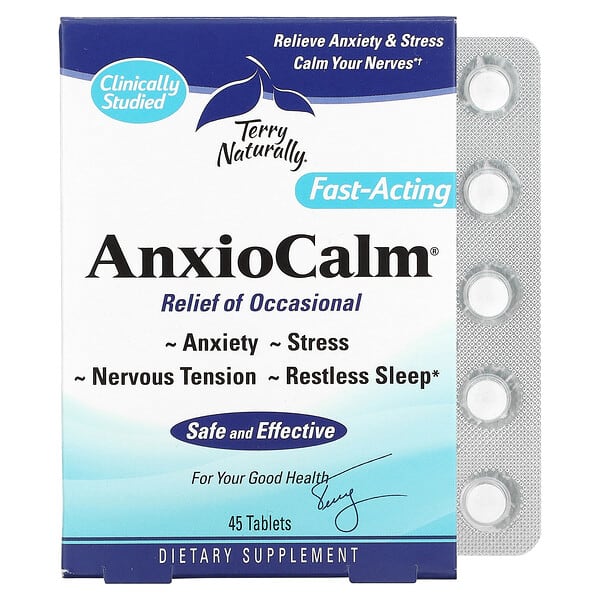 Relieve Anxiety & Stress
Calm Your Nerves*†
Clinically
Studied
Terry
Naturally.
Fast-Acting
AnxioCalm®
Relief of Occasional
~ Anxiety ~ Stress
~ Nervous Tension ~ Restless Sleep*
Safe and Effective
For Your Good Health,
Terry
45 Tablets
DIETARY SUPPLEMENT